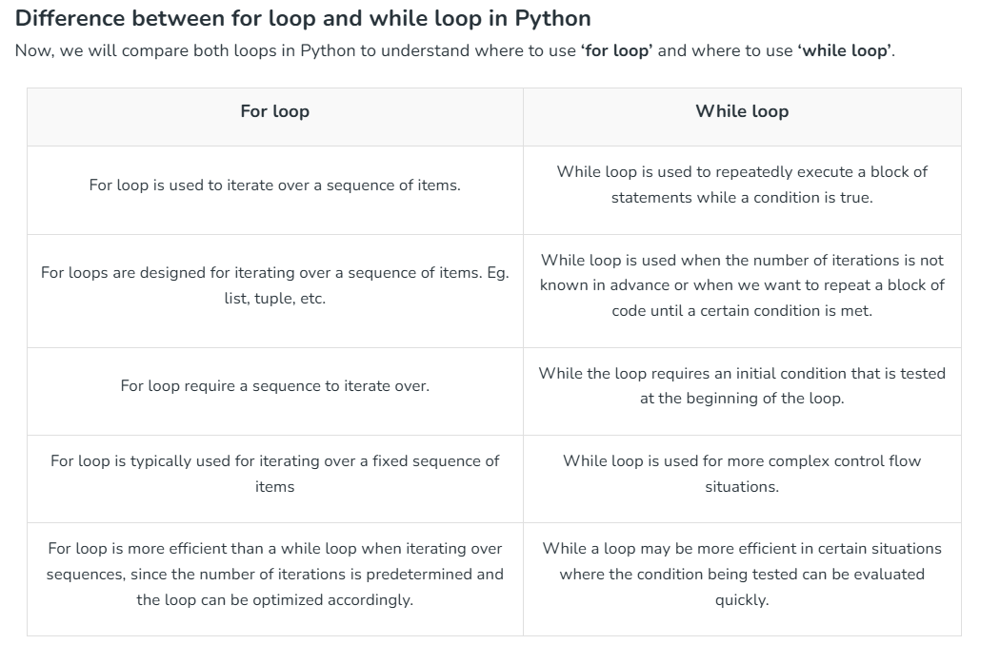 Difference between for loop and while loop in Python
Now, we will compare both loops in Python to understand where to use ‘for loop’ and where to use ‘while loop’.
For loop
While loop
For loop is used to iterate over a sequence of items.
While loop is used to repeatedly execute a block of
statements while a condition is true.
For loops are designed for iterating over a sequence of items. Eg.
list, tuple, etc.
While loop is used when the number of iterations is not
known in advance or when we want to repeat a block of
code until a certain condition is met.
For loop require a sequence to iterate over.
While the loop requires an initial condition that is tested
at the beginning of the loop.
For loop is typically used for iterating over a fixed sequence of
items
While loop is used for more complex control flow
situations.
For loop is more efficient than a while loop when iterating over
sequences, since the number of iterations is predetermined and
the loop can be optimized accordingly.
While a loop may be more efficient in certain situations
where the condition being tested can be evaluated
quickly.